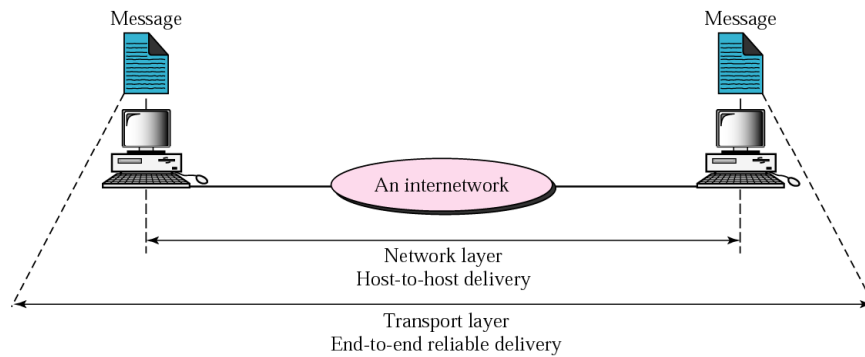 Message
Message
An internetwork
Network layer
Host-to-host delivery
Transport layer
End-to-end reliable delivery